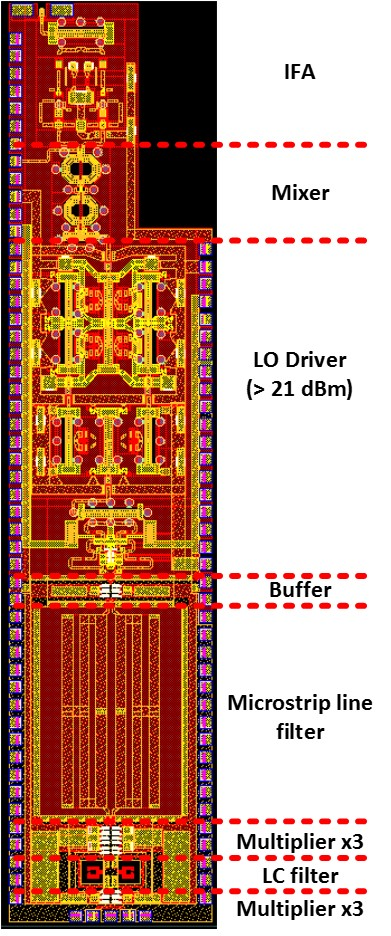 IFA
Mixer
LO Driver
(> 21 dBm)
Buffer
Microstrip line
filter
Multiplier x3
LC filter
Multiplier x3